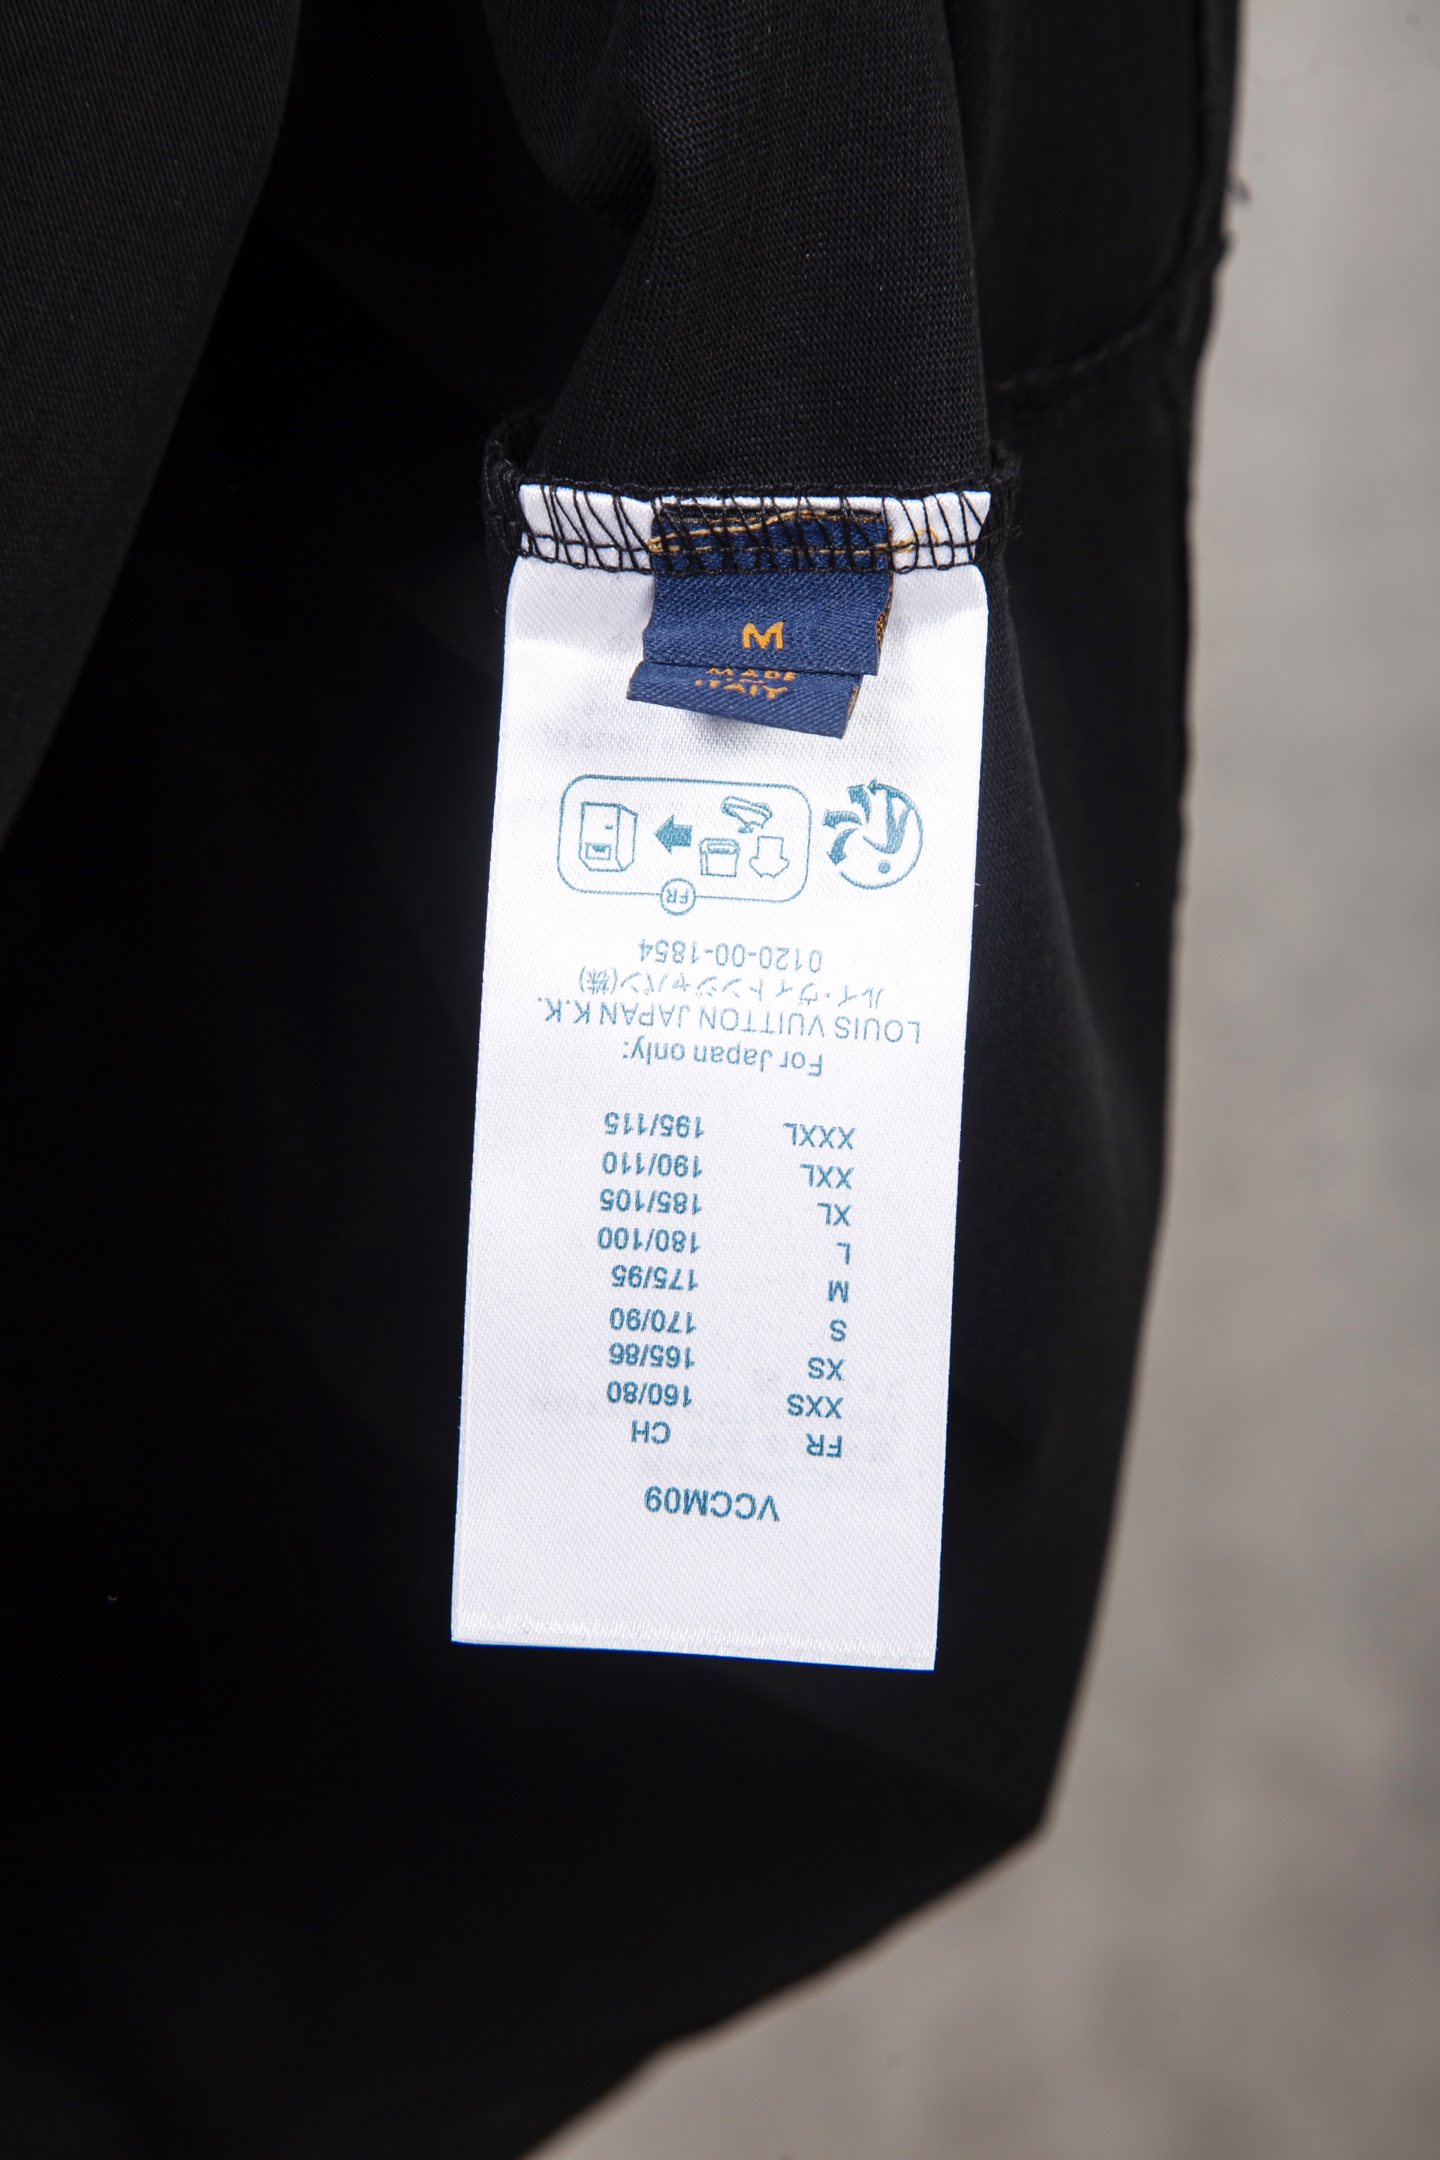 M
MADE
IN
ITALY
VCCM09
FR CH
XXS 160/80
XS 165/86
S 170/90
M 175/95
L 180/100
XL 185/105
XXL 190/110
XXXL 195/115
For Japan only:
LOUIS VUITTON JAPAN K.K.
ルイ・ヴィトンジャパン(株)
0120-00-1854
FR